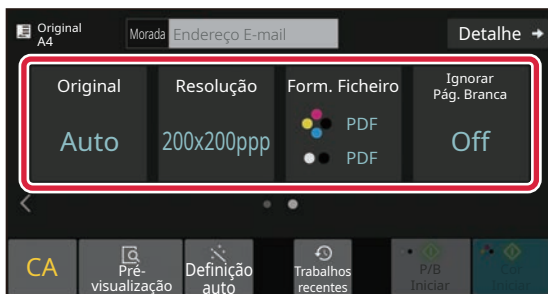 Original
A4
Morada
Endereço E-mail
Detalhe
Original
Resolução
Form. Ficheiro
Ignorar
Pág. Branca
Auto
200x200ppp
PDF
PDF
Off
CA
Pré-
visualização
Definição
auto
Trabalhos
recentes
P/B
Iniciar
Cor
Iniciar